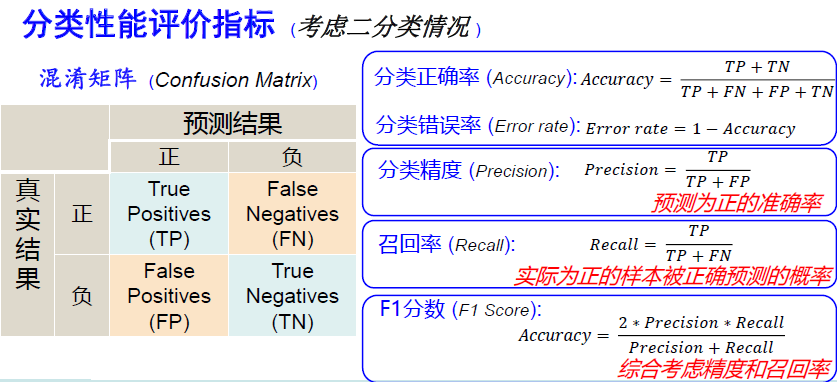 分类性能评价指标 (考虑二分类情况)
混淆矩阵 (Confusion Matrix)
预测结果
正 负
真实结果
正
True Positives (TP)
False Negatives (FN)
负
False Positives (FP)
True Negatives (TN)
分类正确率 (Accuracy): Accuracy = \frac{TP + TN}{TP + FN + FP + TN}
分类错误率 (Error rate): Error rate = 1 − Accuracy
分类精度 (Precision): Precision = \frac{TP}{TP + FP}
预测为正的准确率
召回率 (Recall): Recall = \frac{TP}{TP + FN}
实际为正的样本被正确预测的概率
F1分数 (F1 Score):
Accuracy = \frac{2 * Precision * Recall}{Precision + Recall}
综合考虑精度和召回率